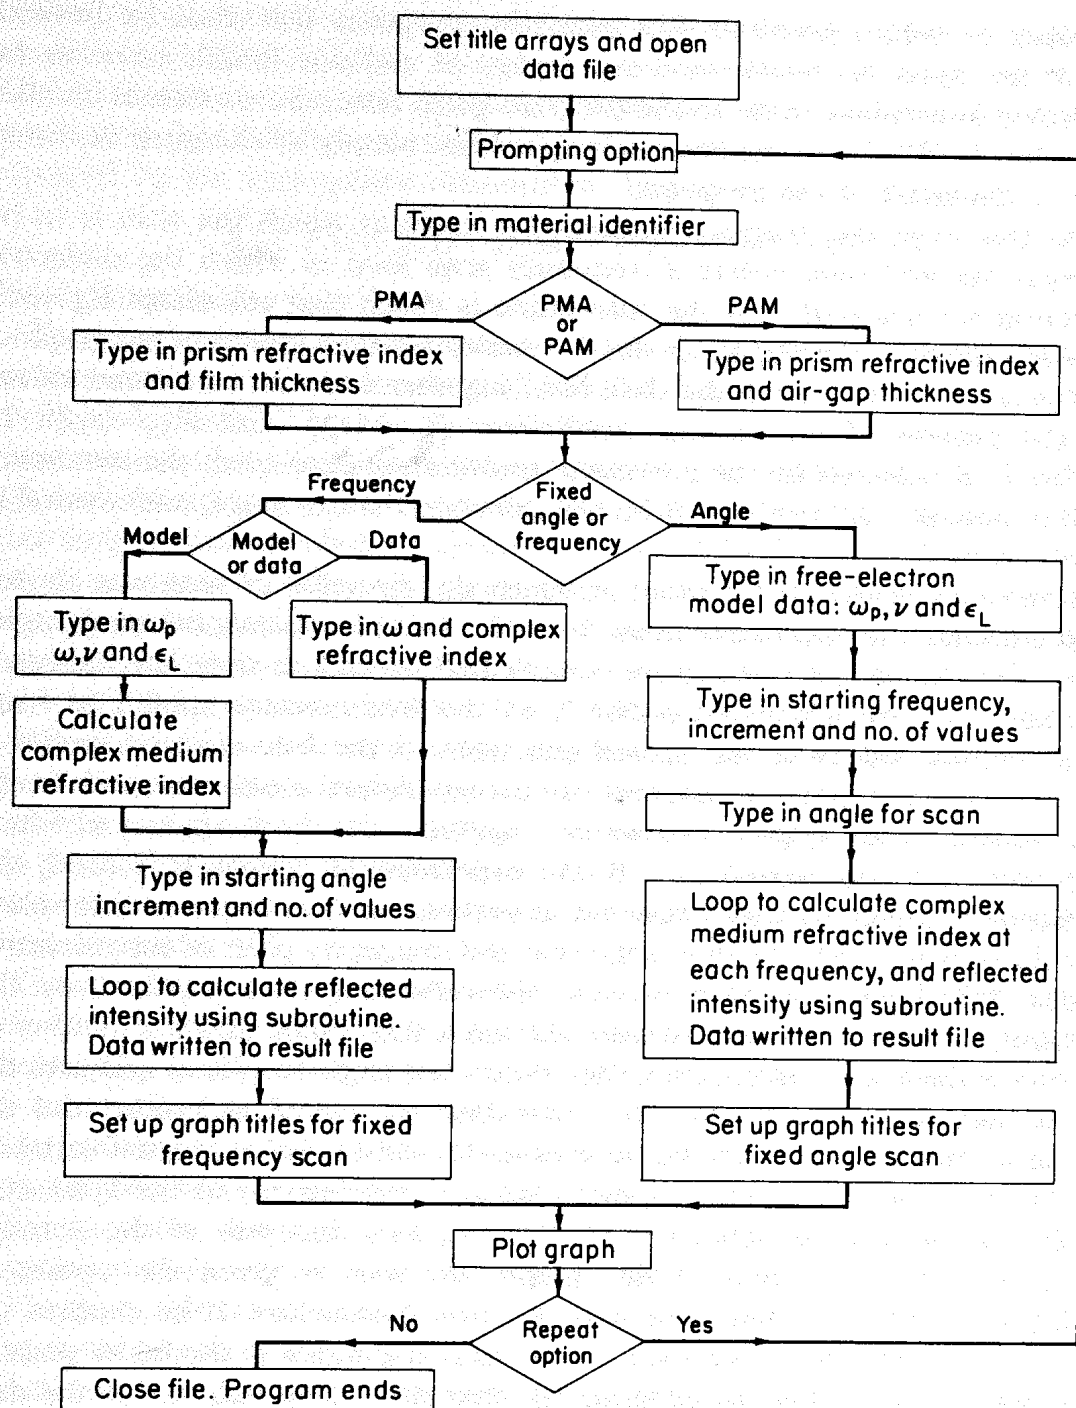 Set title arrays and open
data file
Prompting option
Type in material identifier
PMA
or
PAM
PMA
PAM
Type in prism refractive index
and film thickness
Type in prism refractive index
and air-gap thickness
Fixed
angle or
frequency
Frequency
Angle
Model
or data
Model
Data
Type in ωp
ω,ν and ϵL
Type in ω and complex
refractive index
Type in free-electron
model data: ωp, ν and ϵL
Calculate
complex medium
refractive index
Type in starting frequency,
increment and no. of values
Type in angle for scan
Type in starting angle
increment and no. of values
Loop to calculate complex
medium refractive index at
each frequency, and reflected
intensity using subroutine.
Data written to result file
Loop to calculate reflected
intensity using subroutine.
Data written to result file
Set up graph titles for fixed
frequency scan
Set up graph titles for
fixed angle scan
Plot graph
Repeat
option
No
Yes
Close file. Program ends